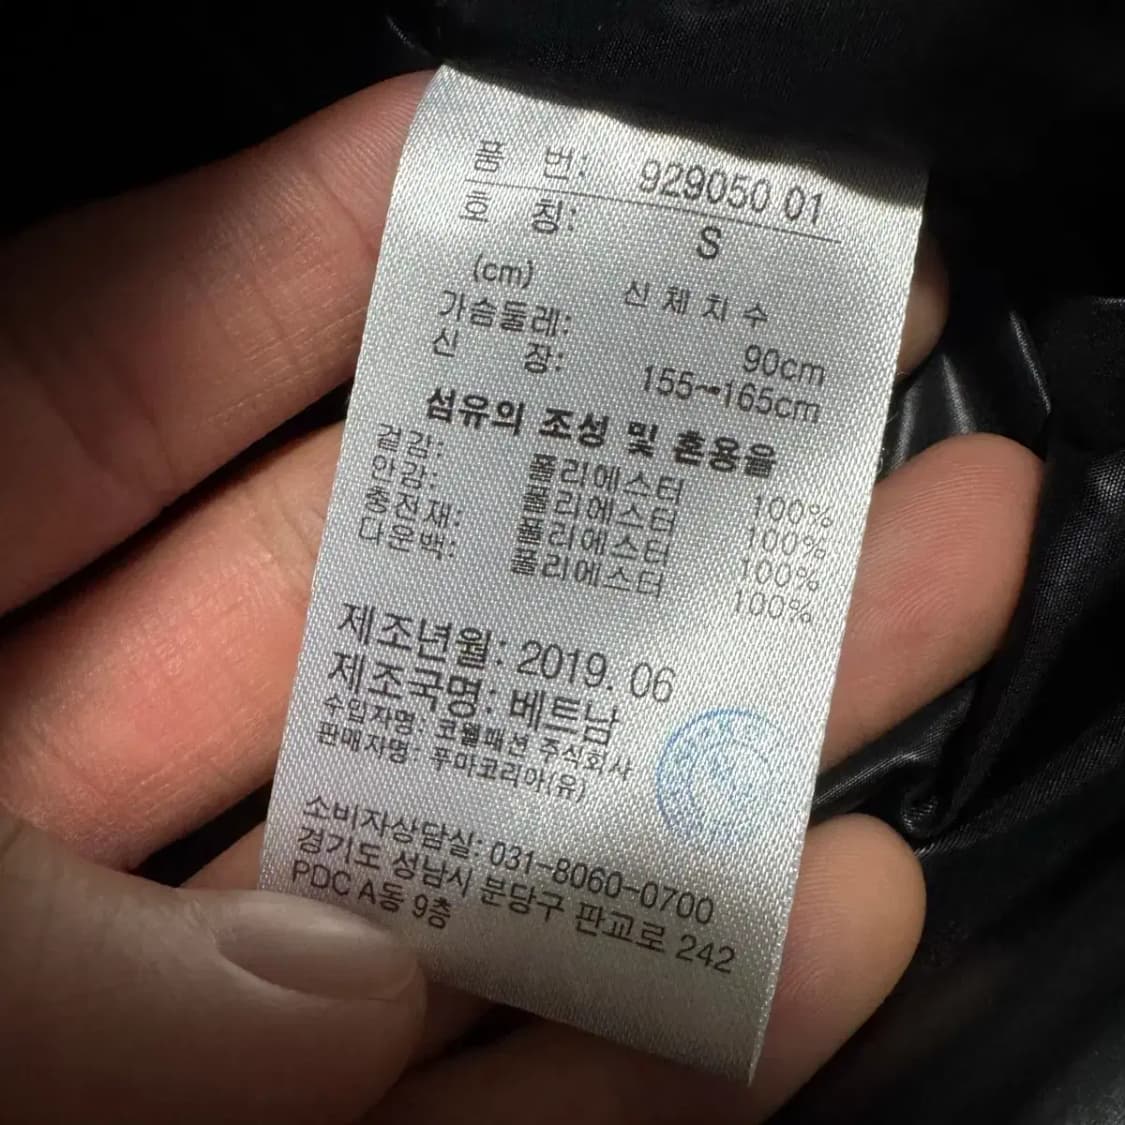 품 번: 929050 01
호 칭: S
(cm) 신체치수
가슴둘레: 90cm
신 장: 155~165cm
섬유의 조성 및 혼용율
겉감: 폴리에스터 100%
안감: 폴리에스터 100%
충전재: 폴리에스터 100%
다운백: 폴리에스터 100%
제조년월: 2019. 06
제조국명: 베트남
수입자명: 코웰패션 주식회사
판매자명: 푸마코리아(유)
소비자상담실: 031-8060-0700
경기도 성남시 분당구 판교로 242
PDC A동 9층